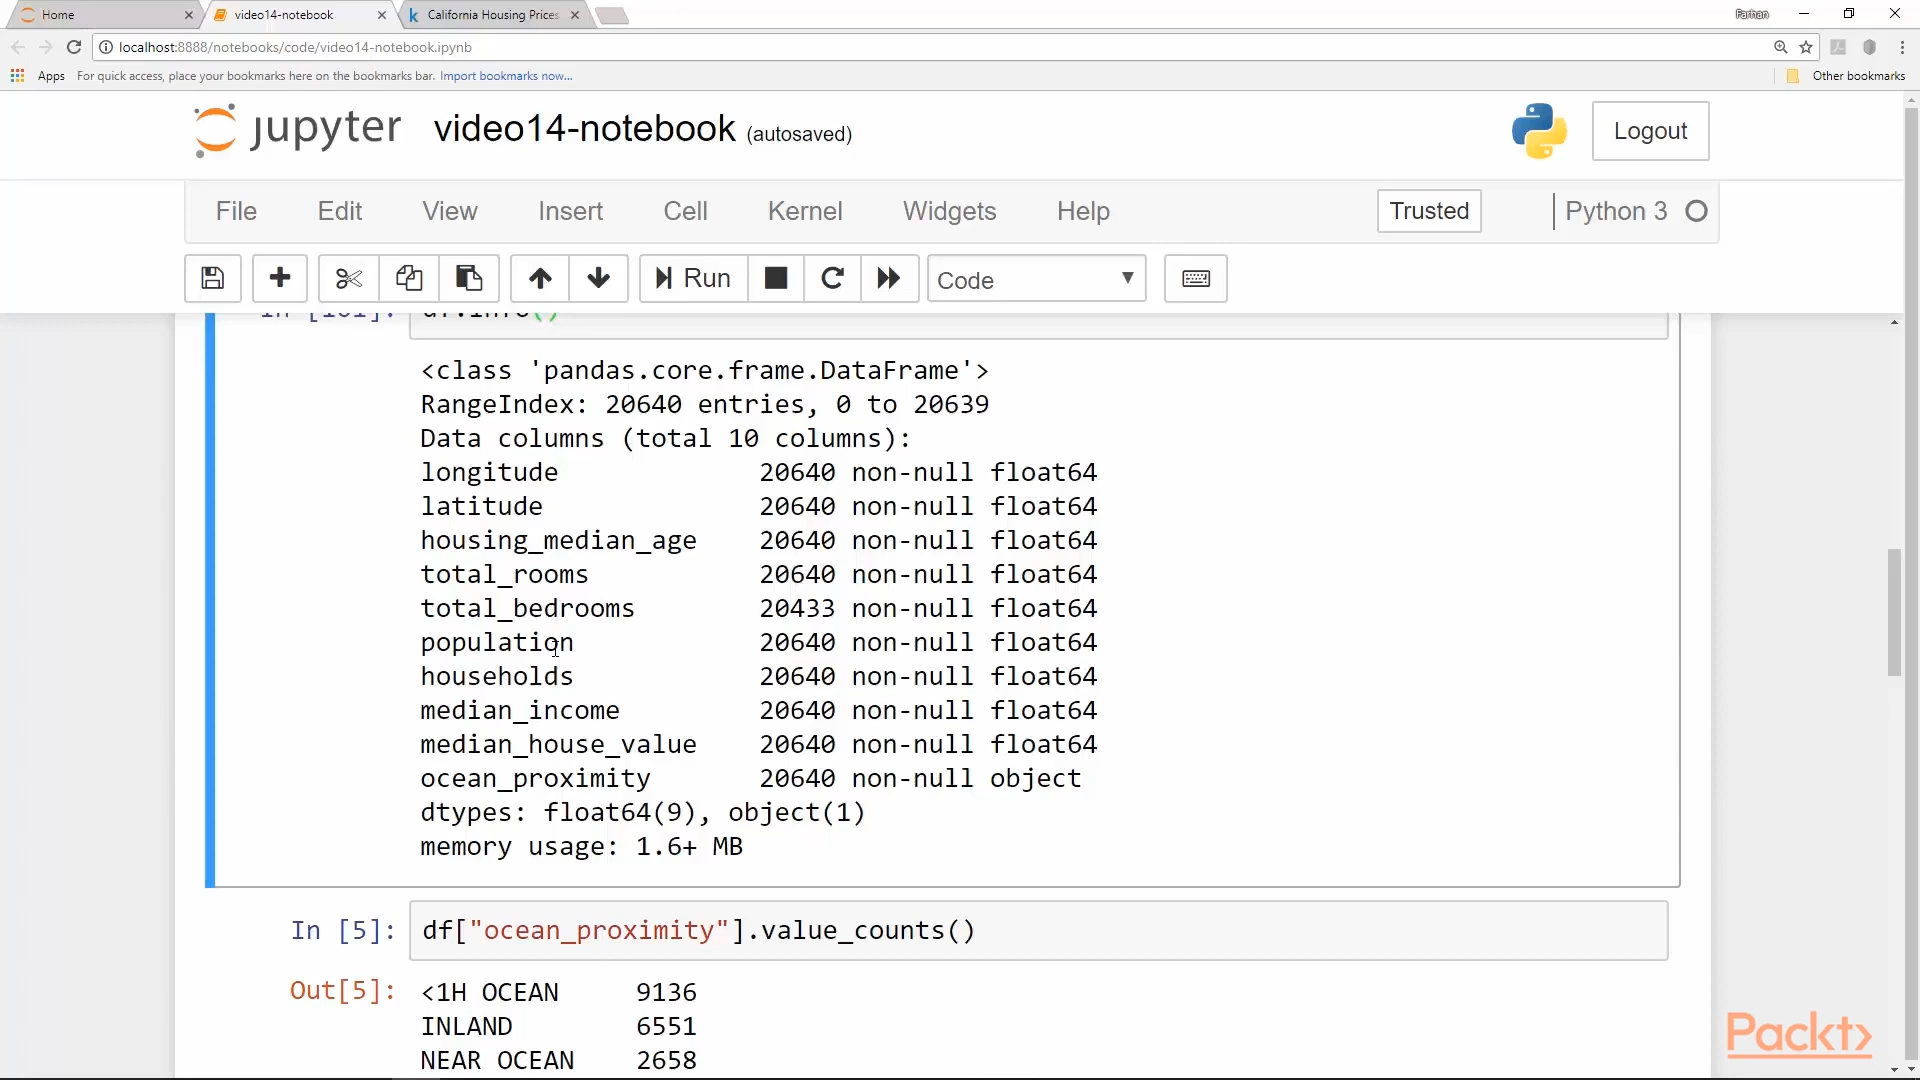 Home
video14-notebook
California Housing Prices
Farhan
localhost:8888/notebooks/code/video14-notebook.ipynb
Apps For quick access, place your bookmarks here on the bookmarks bar. Import bookmarks now... Other bookmarks
jupyter video14-notebook (autosaved) Logout
File Edit View Insert Cell Kernel Widgets Help Trusted Python 3
Run Code
In [101]: df.info()
<class 'pandas.core.frame.DataFrame'>
RangeIndex: 20640 entries, 0 to 20639
Data columns (total 10 columns):
longitude 20640 non-null float64
latitude 20640 non-null float64
housing_median_age 20640 non-null float64
total_rooms 20640 non-null float64
total_bedrooms 20433 non-null float64
population 20640 non-null float64
households 20640 non-null float64
median_income 20640 non-null float64
median_house_value 20640 non-null float64
ocean_proximity 20640 non-null object
dtypes: float64(9), object(1)
memory usage: 1.6+ MB
In [5]: df["ocean_proximity"].value_counts()
Out[5]: <1H OCEAN 9136
INLAND 6551
NEAR OCEAN 2658
Packt>